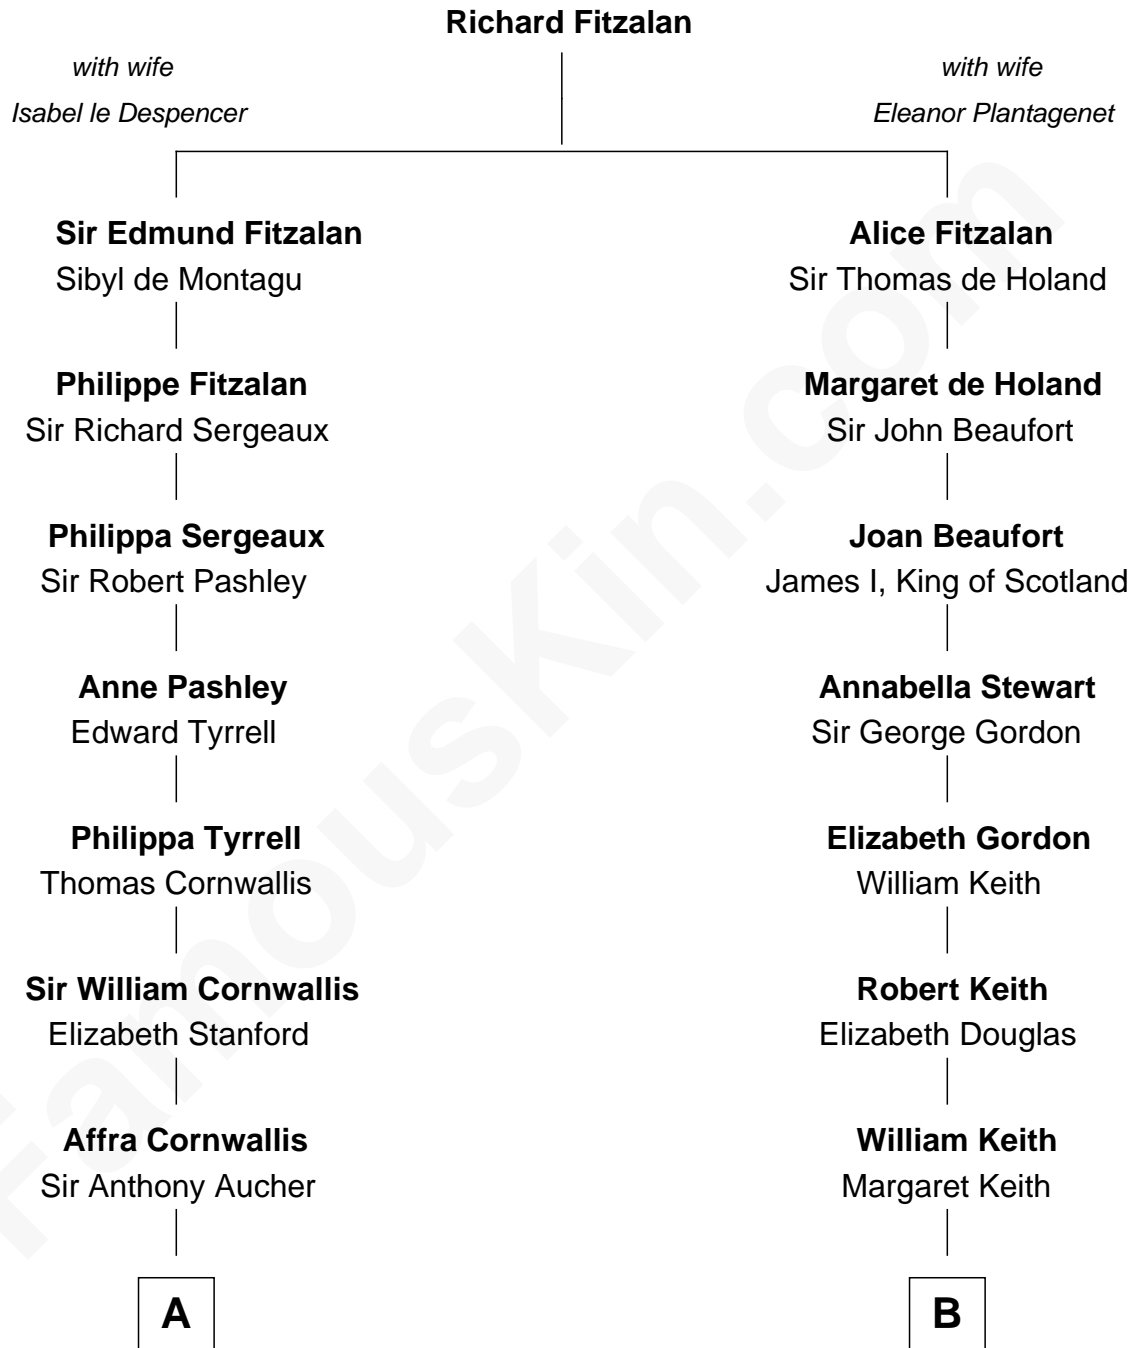 Richard Fitzalan
with wife
Isabel le Despencer
with wife
Eleanor Plantagenet
Sir Edmund Fitzalan
Sibyl de Montagu
Alice Fitzalan
Sir Thomas de Holand
Philippe Fitzalan
Sir Richard Sergeaux
Margaret de Holand
Sir John Beaufort
Philippa Sergeaux
Sir Robert Pashley
Joan Beaufort
James I, King of Scotland
Anne Pashley
Edward Tyrrell
Annabella Stewart
Sir George Gordon
Philippa Tyrrell
Thomas Cornwallis
Elizabeth Gordon
William Keith
Sir William Cornwallis
Elizabeth Stanford
Robert Keith
Elizabeth Douglas
Affra Cornwallis
Sir Anthony Aucher
William Keith
Margaret Keith
A
B
FamousKin.com